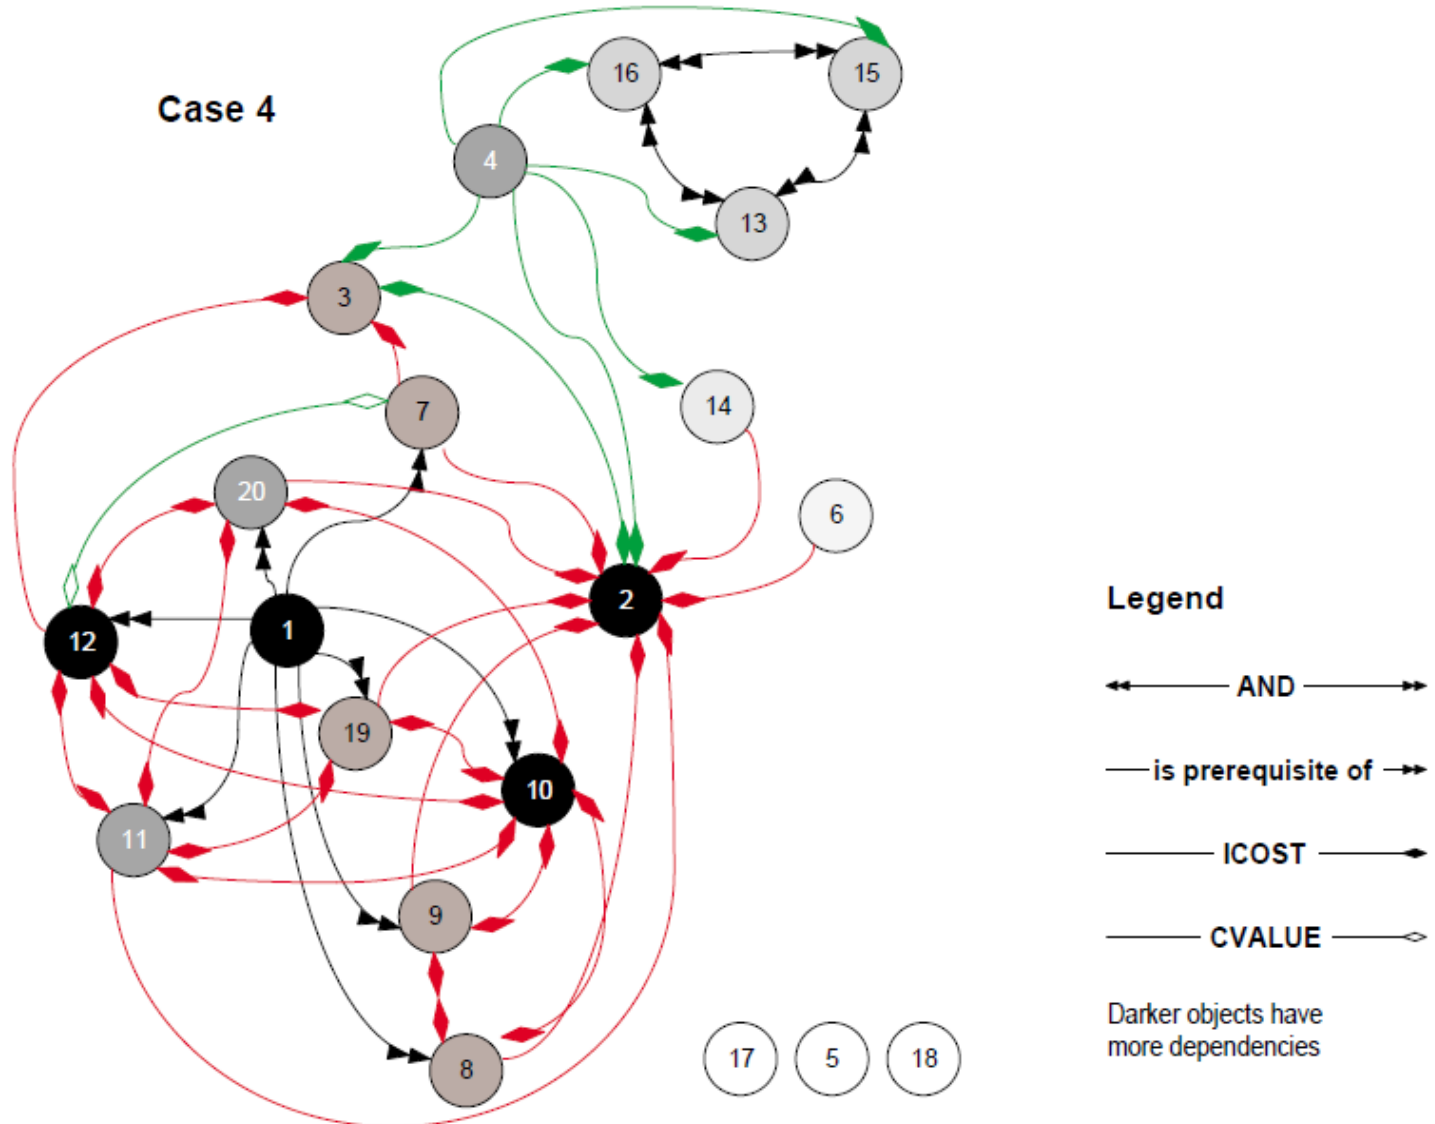 Case 4
16
15
4
13
3
7
14
20
6
2
1
12
19
10
11
9
8
17
5
18
Legend
AND
is prerequisite of
ICOST
CVALUE
Darker objects have
more dependencies